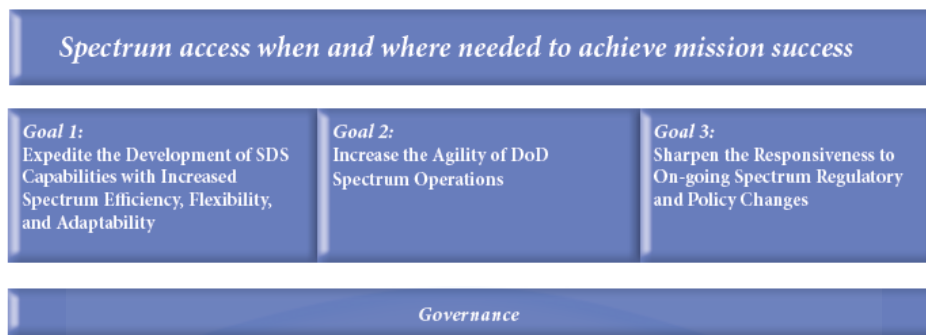 Spectrum access when and where needed to achieve mission success
Goal 1:
Expedite the Development of SDS
Capabilities with Increased
Spectrum Efficiency, Flexibility,
and Adaptability
Goal 2:
Increase the Agility of DoD
Spectrum Operations
Goal 3:
Sharpen the Responsiveness to
On-going Spectrum Regulatory
and Policy Changes
Governance